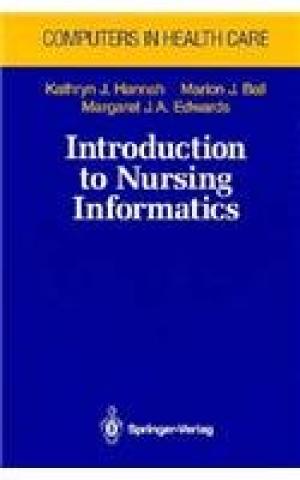 COMPUTERS IN HEALTH CARE
Kathryn J. Hannah Marion J. Ball
Margaret J.A. Edwards
Introduction
to Nursing
Informatics
Springer-Verlag